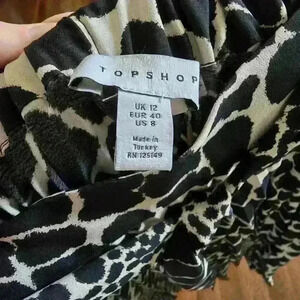 TOPSHOP
UK 12
EUR 40
US 8
Made in
Turkey
RN 125149